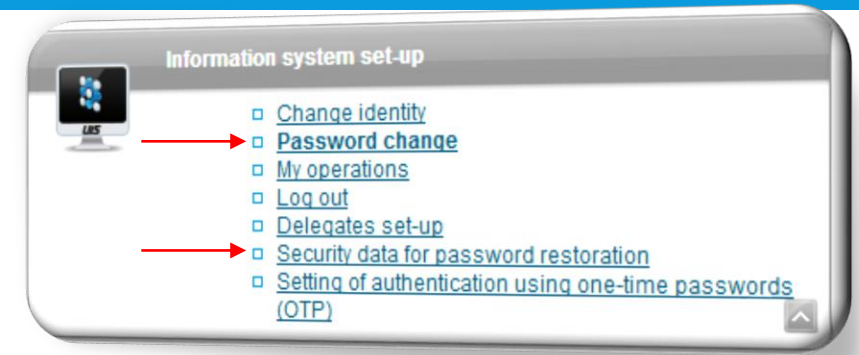 Information system set-up
UIS
Change identity
Password change
My operations
Log out
Delegates set-up
Security data for password restoration
Setting of authentication using one-time passwords
(OTP)